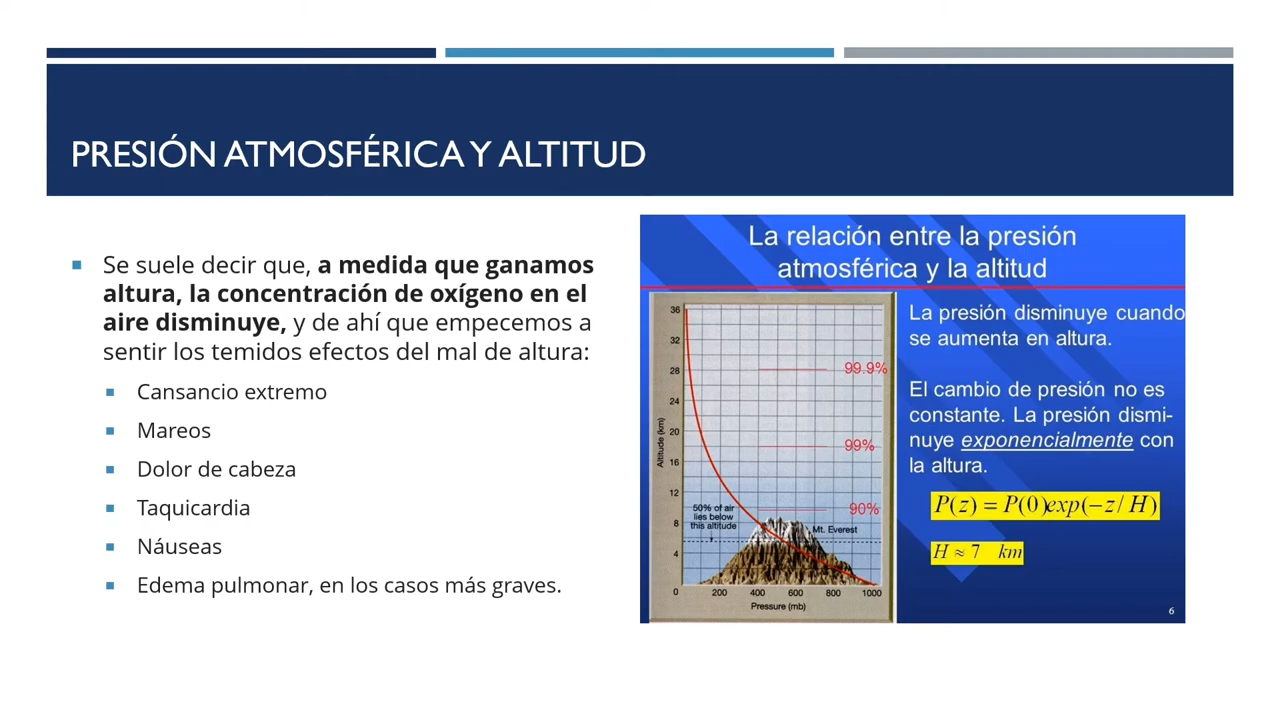 PRESIÓN ATMOSFÉRICA Y ALTITUD
Se suele decir que, a medida que ganamos
altura, la concentración de oxígeno en el
aire disminuye, y de ahí que empecemos a
sentir los temidos efectos del mal de altura:
Cansancio extremo
Mareos
Dolor de cabeza
Taquicardia
Náuseas
Edema pulmonar, en los casos más graves.
La relación entre la presión
atmosférica y la altitud
36
32
28
24
20
16
12
8
4
0
Altitude (km)
99.9%
99%
90%
50% of air
lies below
this altitude
Mt. Everest
200 400 600 800 1000
Pressure (mb)
La presión disminuye cuando
se aumenta en altura.
El cambio de presión no es
constante. La presión dismi-
nuye exponencialmente con
la altura.
P(z) = P(0)exp(−z/H)
H ≈ 7 km
6